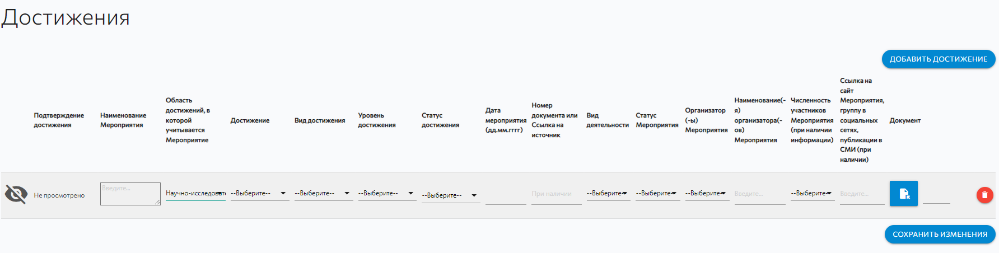 Достижения
ДОБАВИТЬ ДОСТИЖЕНИЕ
Подтверждение
достижения
Наименование
Мероприятия
Область
достижений, в
которой
учитывается
Мероприятие
Достижение
Вид достижения
Уровень
достижения
Статус
достижения
Дата
мероприятия
(дд.мм.гггг)
Номер
документа или
Ссылка на
источник
Вид
деятельности
Статус
Мероприятия
Организатор
(-ы)
Мероприятия
Наименование(-
я)
организатора(-
ов)
Мероприятия
Численность
участников
Мероприятия
(при наличии
информации)
Ссылка на
сайт
Мероприятия,
группу в
социальных
сетях,
публикации в
СМИ (при
наличии)
Документ
Не просмотрено
Введите...
Научно-исследовате
--Выберите--
--Выберите--
--Выберите--
--Выберите--
При наличии
--Выберите--
--Выберите--
--Выберите--
Введите...
--Выберите--
Введите...
СОХРАНИТЬ ИЗМЕНЕНИЯ